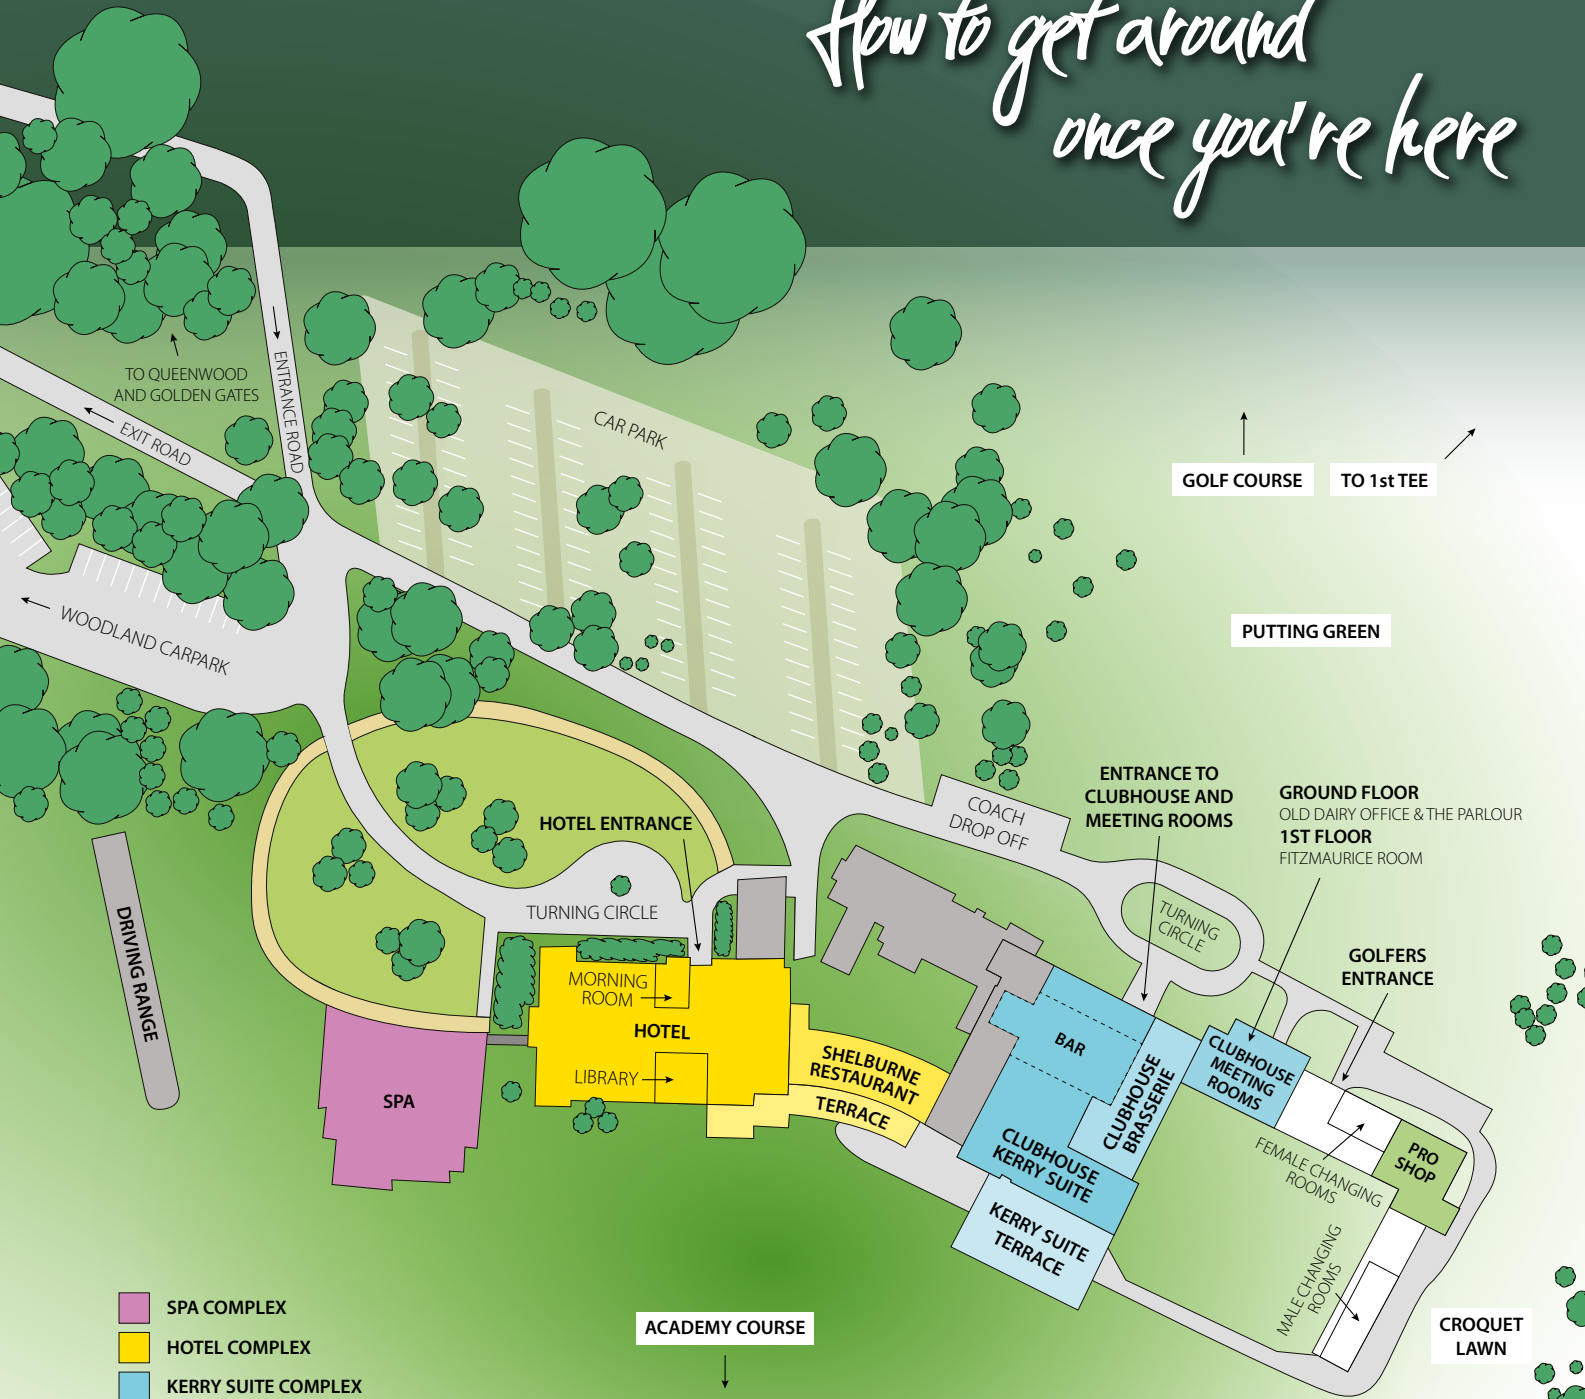 How to get around
once you're here
TO QUEENWOOD
AND GOLDEN GATES
ENTRANCE ROAD
EXIT ROAD
CAR PARK
GOLF COURSE
TO 1st TEE
WOODLAND CARPARK
PUTTING GREEN
ENTRANCE TO
CLUBHOUSE AND
MEETING ROOMS
GROUND FLOOR
OLD DAIRY OFFICE & THE PARLOUR
1ST FLOOR
FITZMAURICE ROOM
COACH
DROP OFF
HOTEL ENTRANCE
TURNING CIRCLE
TURNING
CIRCLE
GOLFERS
ENTRANCE
DRIVING RANGE
MORNING
ROOM
HOTEL
LIBRARY
SPA
SHELBURNE
RESTAURANT
TERRACE
BAR
CLUBHOUSE
BRASSERIE
CLUBHOUSE
MEETING
ROOMS
CLUBHOUSE
KERRY SUITE
KERRY SUITE
TERRACE
FEMALE CHANGING
ROOMS
PRO
SHOP
MALE CHANGING
ROOMS
SPA COMPLEX
HOTEL COMPLEX
KERRY SUITE COMPLEX
ACADEMY COURSE
CROQUET
LAWN